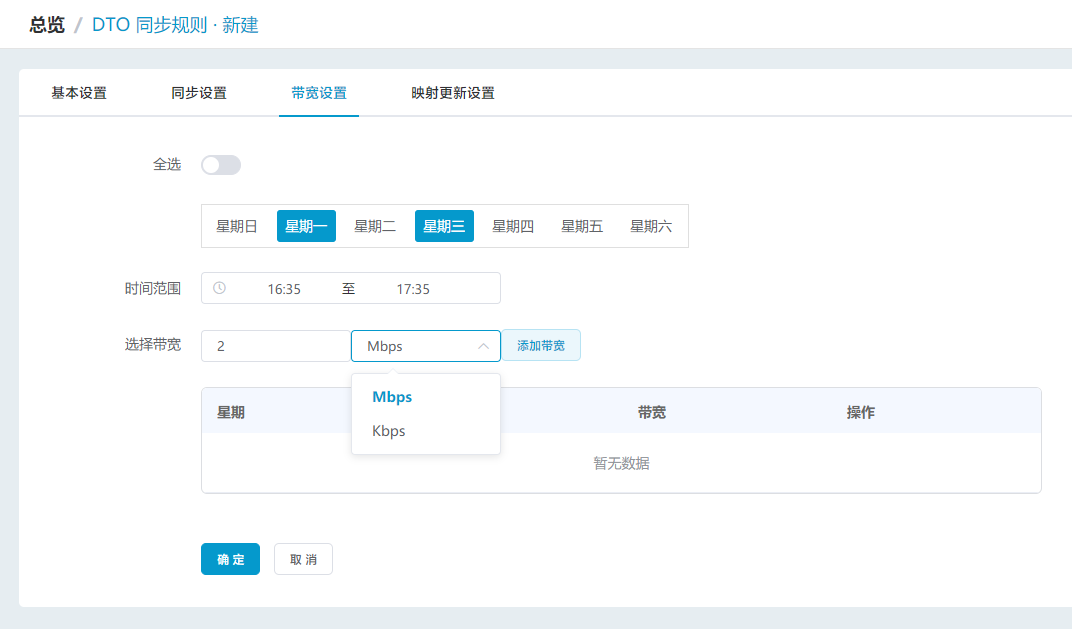 总览 / DTO 同步规则 · 新建
基本设置 同步设置 带宽设置 映射更新设置
全选
星期日 星期一 星期二 星期三 星期四 星期五 星期六
时间范围 16:35 至 17:35
选择带宽 2 Mbps 添加带宽
Mbps
Kbps
星期 带宽 操作
暂无数据
确 定 取 消